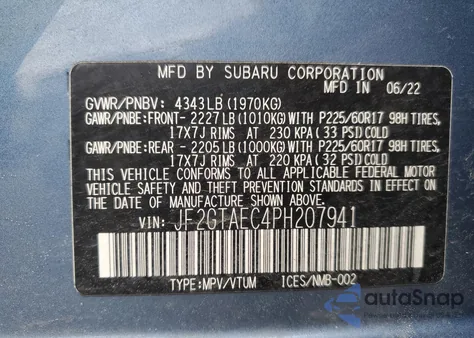 MFD BY SUBARU CORPORATION
MFD IN 06/22
GVWR/PNBV: 4343LB(1970KG)
GAWR/PNBE:FRONT- 2227LB(1010KG) WITH P225/60R17 98H TIRES,
17X7J RIMS AT 230 KPA(33 PSI)COLD
GAWR/PNBE:REAR - 2205LB(1000KG) WITH P225/60R17 98H TIRES,
17X7J RIMS AT 220 KPA(32 PSI)COLD
THIS VEHICLE CONFORMS TO ALL APPLICABLE FEDERAL MOTOR
VEHICLE SAFETY AND THEFT PREVENTION STANDARDS IN EFFECT ON
THE DATE OF MANUFACTURE SHOWN ABOVE.
VIN: JF2GTAEC4PH207941
TYPE:MPV/VTUM ICES/NMB-002
autoSnap
Powered by AutoBidMaster